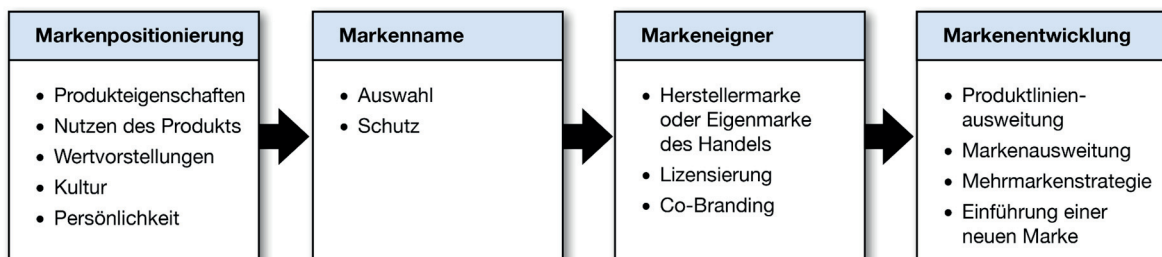 Markenpositionierung
• Produkteigenschaften
• Nutzen des Produkts
• Wertvorstellungen
• Kultur
• Persönlichkeit
Markenname
• Auswahl
• Schutz
Markeneigner
• Herstellermarke
oder Eigenmarke
des Handels
• Lizensierung
• Co-Branding
Markenentwicklung
• Produktlinien-
ausweitung
• Markenausweitung
• Mehrmarkenstrategie
• Einführung einer
neuen Marke